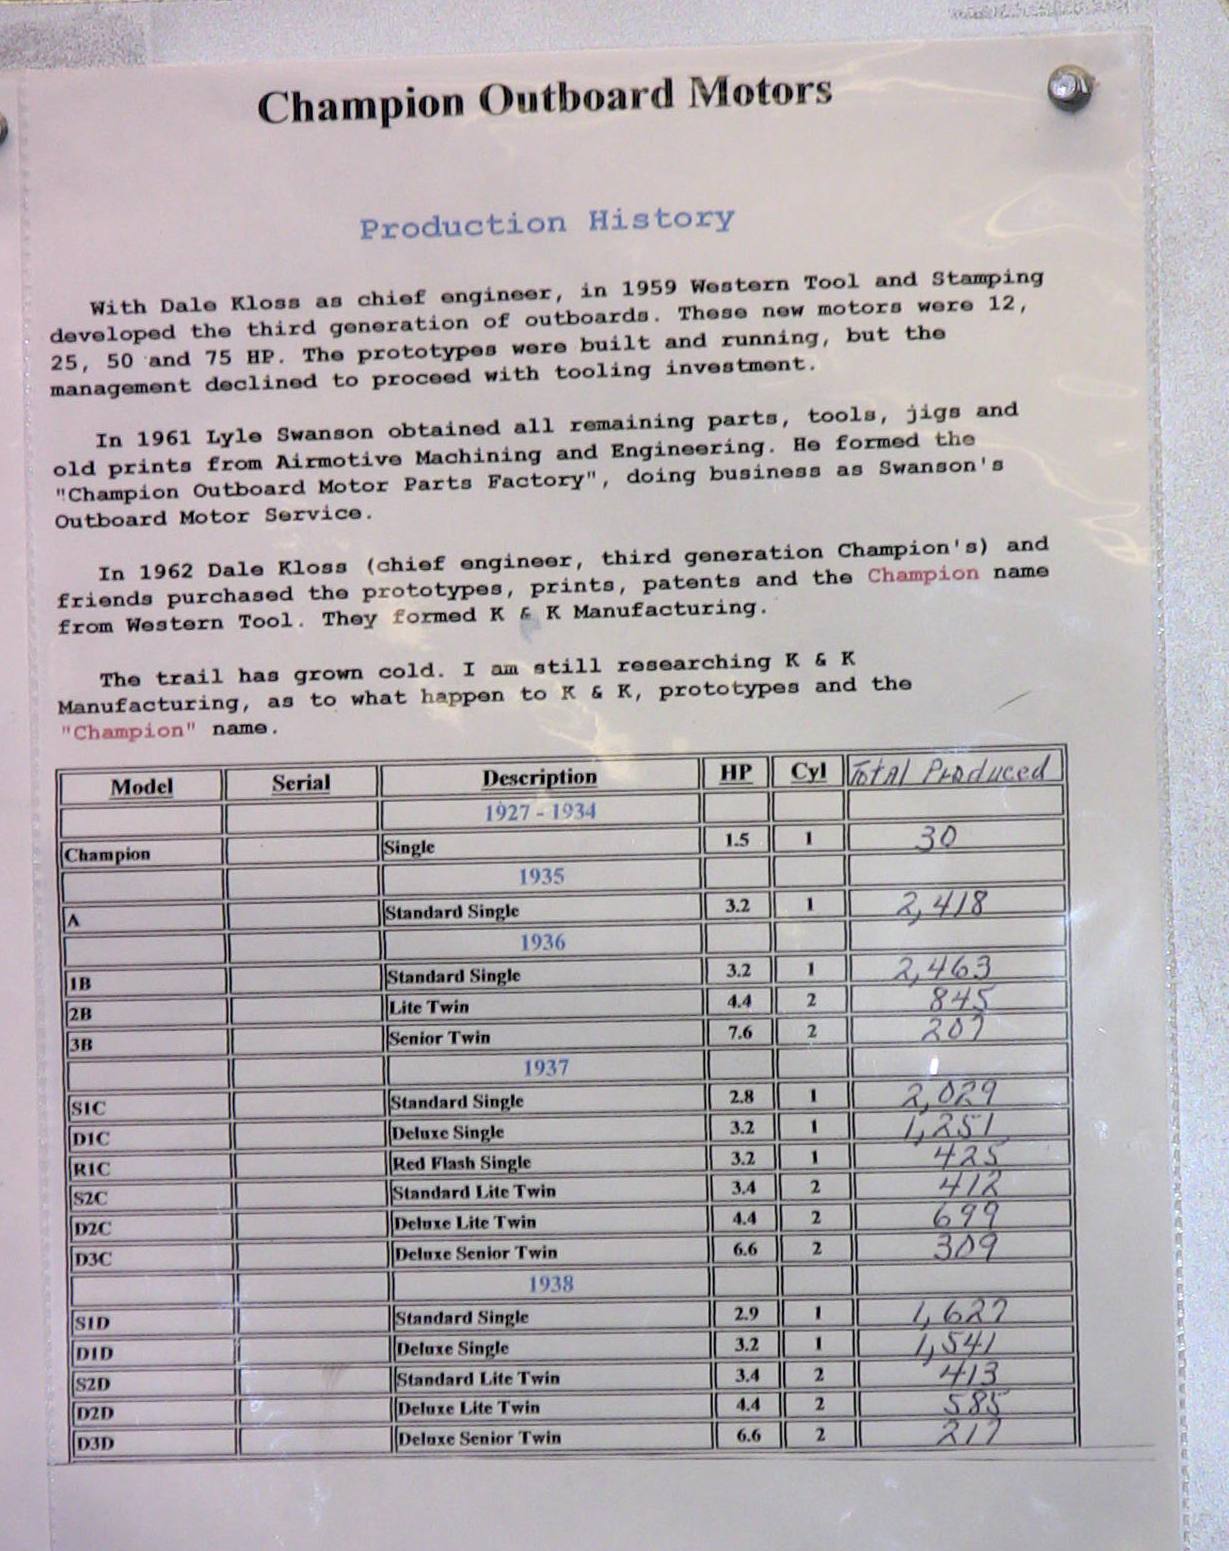 Champion Outboard Motors
Production History
With Dale Kloss as chief engineer, in 1959 Western Tool and Stamping
developed the third generation of outboards. These new motors were 12,
25, 50 and 75 HP. The prototypes were built and running, but the
management declined to proceed with tooling investment.
In 1961 Lyle Swanson obtained all remaining parts, tools, jigs and
old prints from Airmotive Machining and Engineering. He formed the
"Champion Outboard Motor Parts Factory", doing business as Swanson's
Outboard Motor Service.
In 1962 Dale Kloss (chief engineer, third generation Champion's) and
friends purchased the prototypes, prints, patents and the Champion name
from Western Tool. They formed K & K Manufacturing.
The trail has grown cold. I am still researching K & K
Manufacturing, as to what happen to K & K, prototypes and the
"Champion" name.
Model Serial Description HP Cyl Total Produced
1927 - 1934
Champion Single 1.5 1 30
1935
A Standard Single 3.2 1 2,418
1936
1B Standard Single 3.2 1 2,463
2B Lite Twin 4.4 2 845
3B Senior Twin 7.6 2 207
1937
S1C Standard Single 2.8 1 2,029
D1C Deluxe Single 3.2 1 1,251
R1C Red Flash Single 3.2 1 425
S2C Standard Lite Twin 3.4 2 412
D2C Deluxe Lite Twin 4.4 2 699
D3C Deluxe Senior Twin 6.6 2 309
1938
S1D Standard Single 2.9 1 1,627
D1D Deluxe Single 3.2 1 1,541
S2D Standard Lite Twin 3.4 2 413
D2D Deluxe Lite Twin 4.4 2 585
D3D Deluxe Senior Twin 6.6 2 217